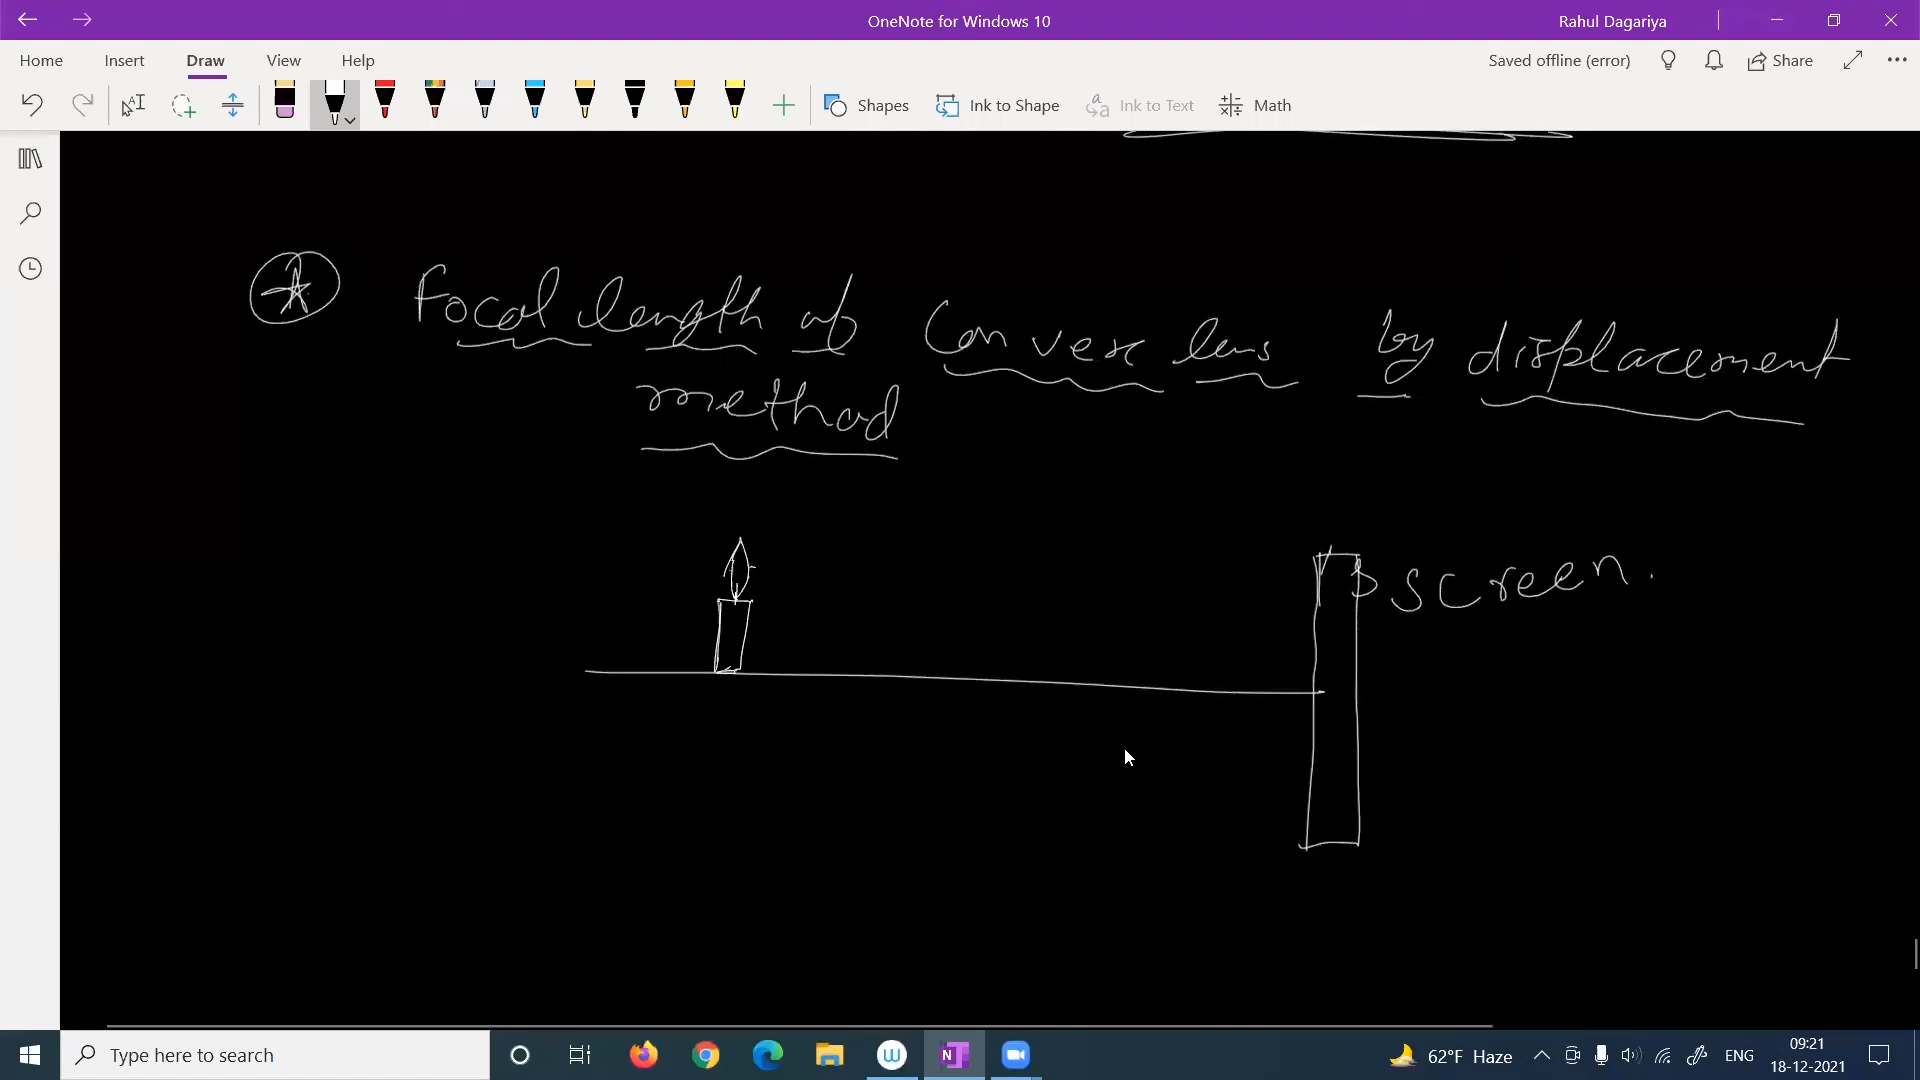 OneNote for Windows 10
Rahul Dagariya
Home Insert Draw View Help
Saved offline (error) Share
Shapes Ink to Shape Ink to Text Math
Focal length of Convex lens by displacement
method
screen.
Type here to search
62°F Haze
ENG
09:21
18-12-2021